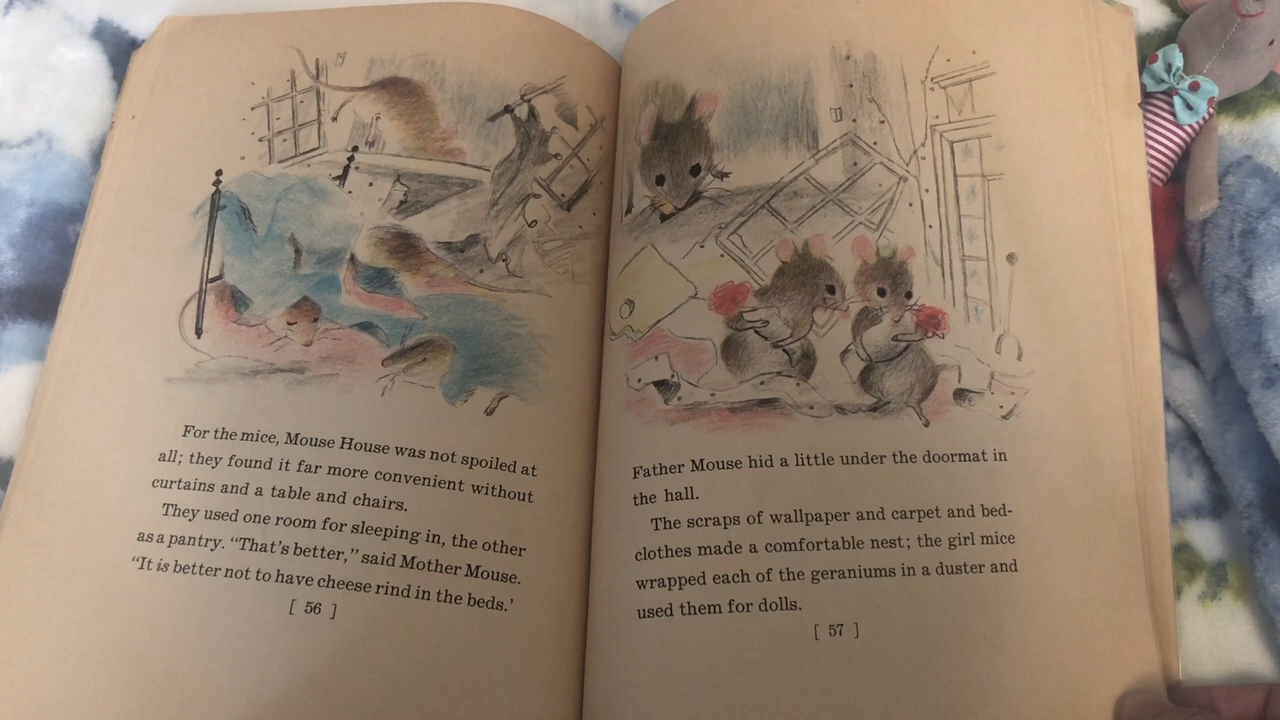 For the mice, Mouse House was not spoiled at
all; they found it far more convenient without
curtains and a table and chairs.
They used one room for sleeping in, the other
as a pantry. “That’s better,” said Mother Mouse.
“It is better not to have cheese rind in the beds.’
[ 56 ]
Father Mouse hid a little under the doormat in
the hall.
The scraps of wallpaper and carpet and bed-
clothes made a comfortable nest; the girl mice
wrapped each of the geraniums in a duster and
used them for dolls.
[ 57 ]